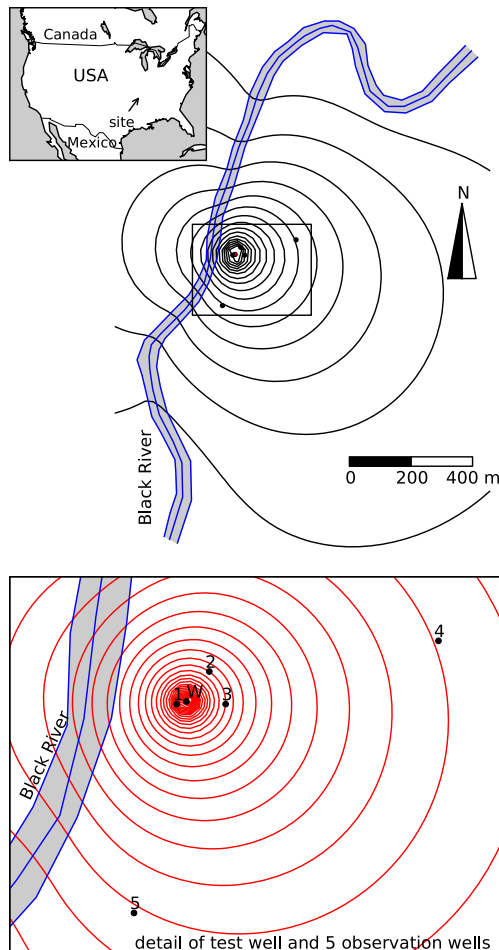 Canada
USA
site
Mexico
N
Black River
0 200 400 m
4
2
1 W 3
Black River
5
detail of test well and 5 observation wells